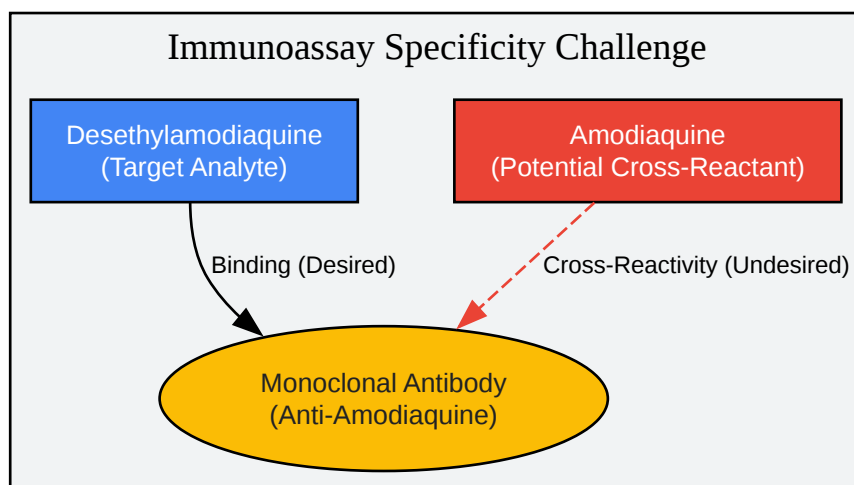 Immunoassay Specificity Challenge
Desethylamodiaquine
(Target Analyte)
Amodiaquine
(Potential Cross-Reactant)
Binding (Desired)
Cross-Reactivity (Undesired)
Monoclonal Antibody
(Anti-Amodiaquine)